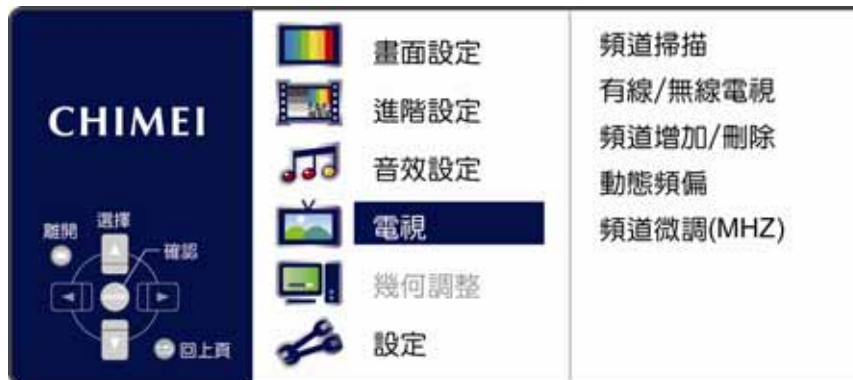 CHIMEI
離開
選擇
確認
回上頁
畫面設定
進階設定
音效設定
電視
幾何調整
設定
頻道掃描
有線/無線電視
頻道增加/刪除
動態頻偏
頻道微調(MHZ)